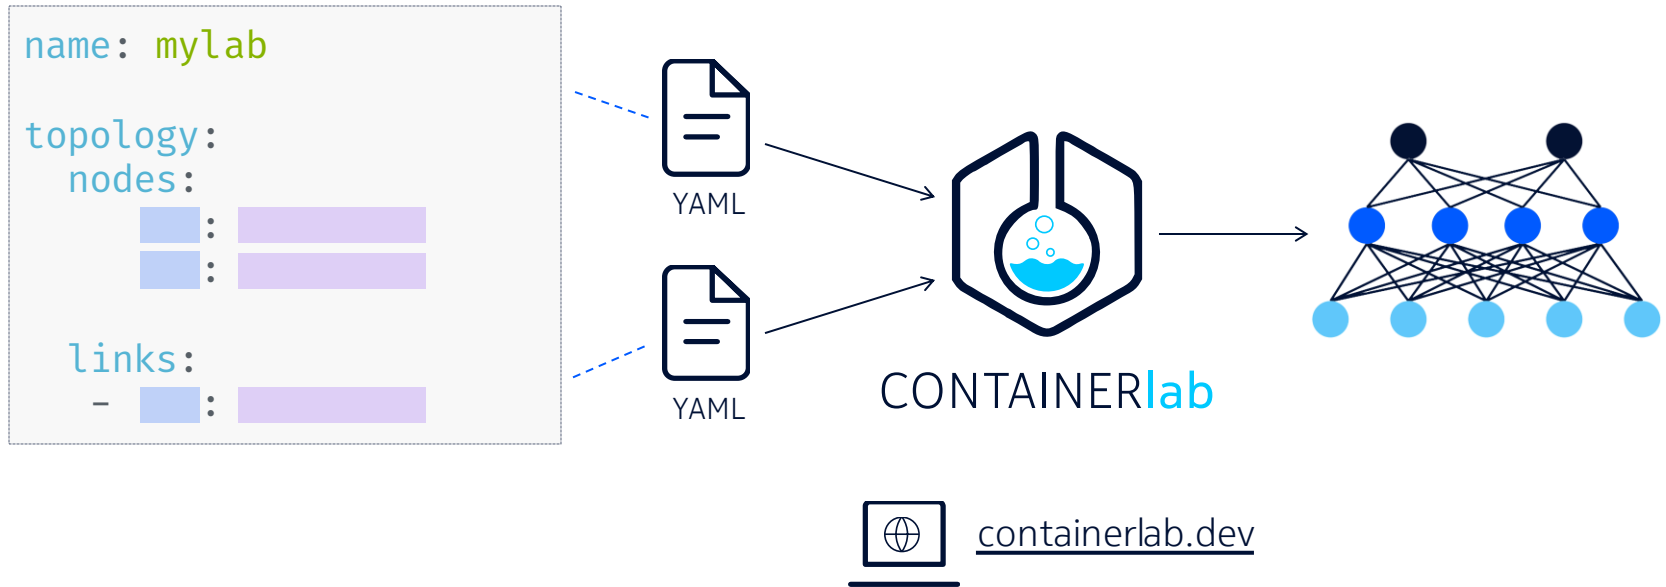 name: mylab
topology:
nodes:
:
:
links:
- :
YAML
YAML
CONTAINERlab
containerlab.dev